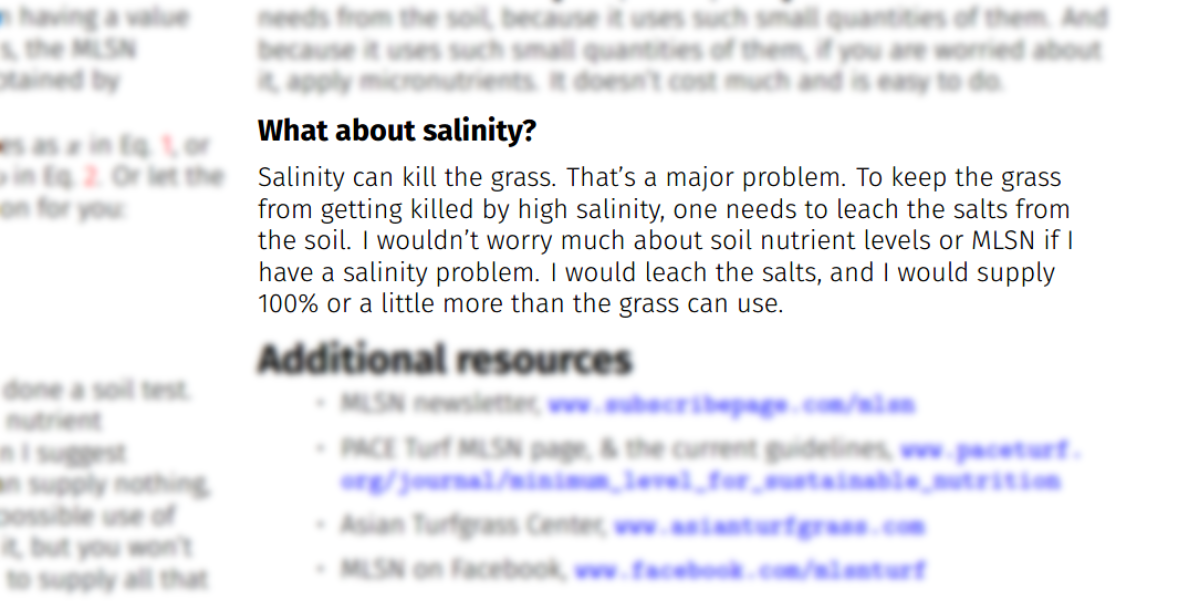 n having a value
s, the MLSN
otained by
es as x in Eq. 1, or
in Eq. 2. Or let the
on for you:
done a soil test.
nutrient
n I suggest
an supply nothing,
possible use of
it, but you won't
to supply all that
needs from the soil, because it uses such small quantities of them. And
because it uses such small quantities of them, if you are worried about
it, apply micronutrients. It doesn't cost much and is easy to do.
What about salinity?
Salinity can kill the grass. That's a major problem. To keep the grass
from getting killed by high salinity, one needs to leach the salts from
the soil. I wouldn't worry much about soil nutrient levels or MLSN if I
have a salinity problem. I would leach the salts, and I would supply
100% or a little more than the grass can use.
Additional resources
• MLSN newsletter, www.subscribepage.com/mlsn
• PACE Turf MLSN page, & the current guidelines, www.paceturf.
org/journal/minimum_level_for_sustainable_nutrition
• Asian Turfgrass Center, www.asianturfgrass.com
• MLSN on Facebook, www.facebook.com/mlsnturf